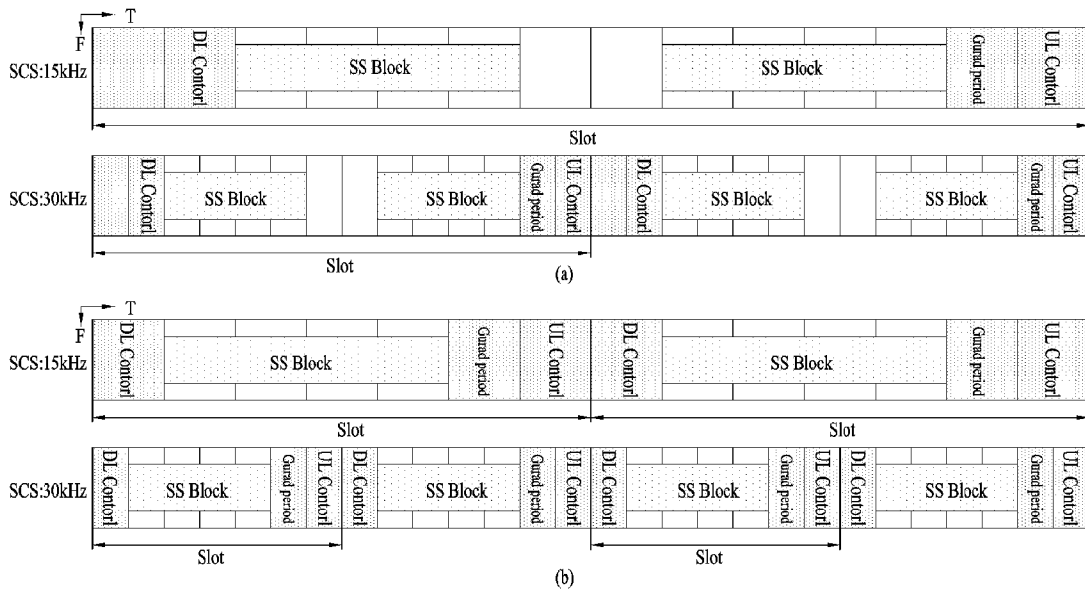 T
F
SCS:15kHz
DL Contorl
SS Block
SS Block
Gurad period
UL Contorl
Slot
SCS:30kHz
DL Contorl
SS Block
SS Block
Gurad period
UL Contorl
DL Contorl
SS Block
SS Block
Gurad period
UL Contorl
Slot
(a)
T
F
SCS:15kHz
DL Contorl
SS Block
Gurad period
UL Contorl
DL Contorl
SS Block
Gurad period
UL Contorl
Slot
Slot
SCS:30kHz
DL Contorl
SS Block
Gurad period
UL Contorl
DL Contorl
SS Block
Gurad period
UL Contorl
DL Contorl
SS Block
Gurad period
UL Contorl
DL Contorl
SS Block
Gurad period
UL Contorl
Slot
Slot
(b)